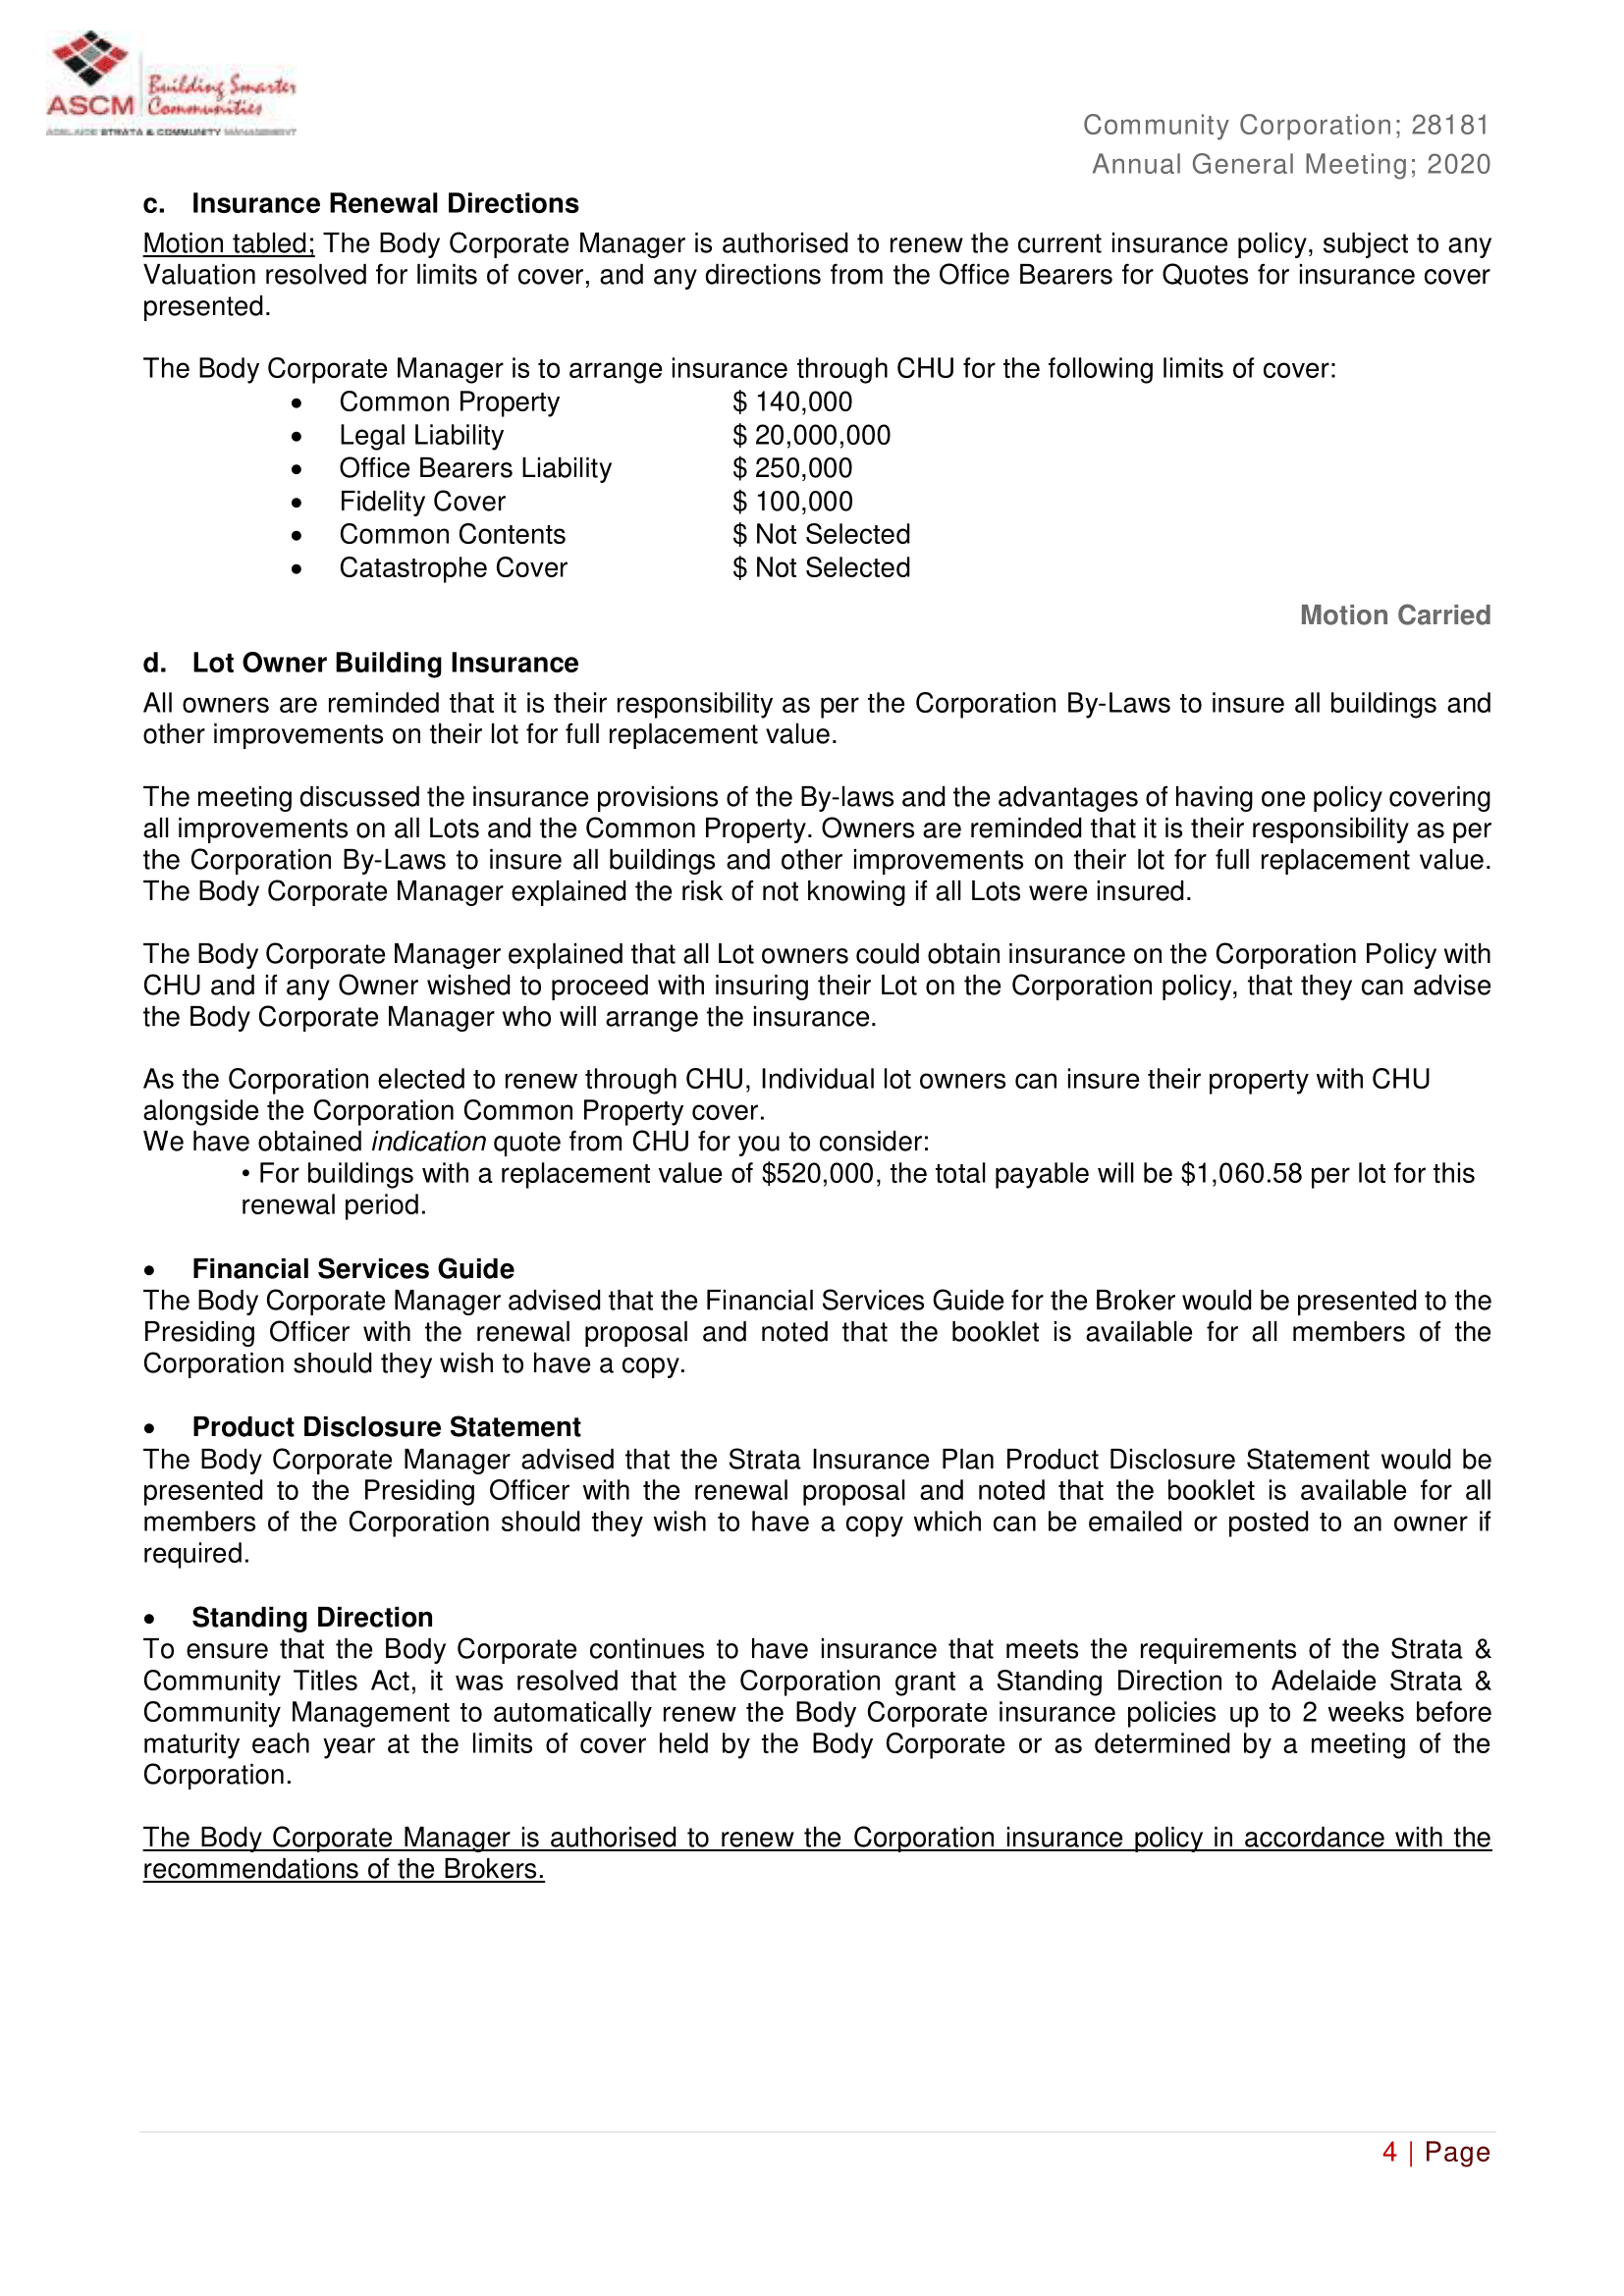 ASCM
Building Smarter
Communities
ADELAIDE STRATA & COMMUNITY MANAGEMENT
Community Corporation; 28181
Annual General Meeting; 2020
c. Insurance Renewal Directions
Motion tabled; The Body Corporate Manager is authorised to renew the current insurance policy, subject to any
Valuation resolved for limits of cover, and any directions from the Office Bearers for Quotes for insurance cover
presented.
The Body Corporate Manager is to arrange insurance through CHU for the following limits of cover:
• Common Property $ 140,000
• Legal Liability $ 20,000,000
• Office Bearers Liability $ 250,000
• Fidelity Cover $ 100,000
• Common Contents $ Not Selected
• Catastrophe Cover $ Not Selected
Motion Carried
d. Lot Owner Building Insurance
All owners are reminded that it is their responsibility as per the Corporation By-Laws to insure all buildings and
other improvements on their lot for full replacement value.
The meeting discussed the insurance provisions of the By-laws and the advantages of having one policy covering
all improvements on all Lots and the Common Property. Owners are reminded that it is their responsibility as per
the Corporation By-Laws to insure all buildings and other improvements on their lot for full replacement value.
The Body Corporate Manager explained the risk of not knowing if all Lots were insured.
The Body Corporate Manager explained that all Lot owners could obtain insurance on the Corporation Policy with
CHU and if any Owner wished to proceed with insuring their Lot on the Corporation policy, that they can advise
the Body Corporate Manager who will arrange the insurance.
As the Corporation elected to renew through CHU, Individual lot owners can insure their property with CHU
alongside the Corporation Common Property cover.
We have obtained indication quote from CHU for you to consider:
• For buildings with a replacement value of $520,000, the total payable will be $1,060.58 per lot for this
renewal period.
• Financial Services Guide
The Body Corporate Manager advised that the Financial Services Guide for the Broker would be presented to the
Presiding Officer with the renewal proposal and noted that the booklet is available for all members of the
Corporation should they wish to have a copy.
• Product Disclosure Statement
The Body Corporate Manager advised that the Strata Insurance Plan Product Disclosure Statement would be
presented to the Presiding Officer with the renewal proposal and noted that the booklet is available for all
members of the Corporation should they wish to have a copy which can be emailed or posted to an owner if
required.
• Standing Direction
To ensure that the Body Corporate continues to have insurance that meets the requirements of the Strata &
Community Titles Act, it was resolved that the Corporation grant a Standing Direction to Adelaide Strata &
Community Management to automatically renew the Body Corporate insurance policies up to 2 weeks before
maturity each year at the limits of cover held by the Body Corporate or as determined by a meeting of the
Corporation.
The Body Corporate Manager is authorised to renew the Corporation insurance policy in accordance with the
recommendations of the Brokers.
4 | Page